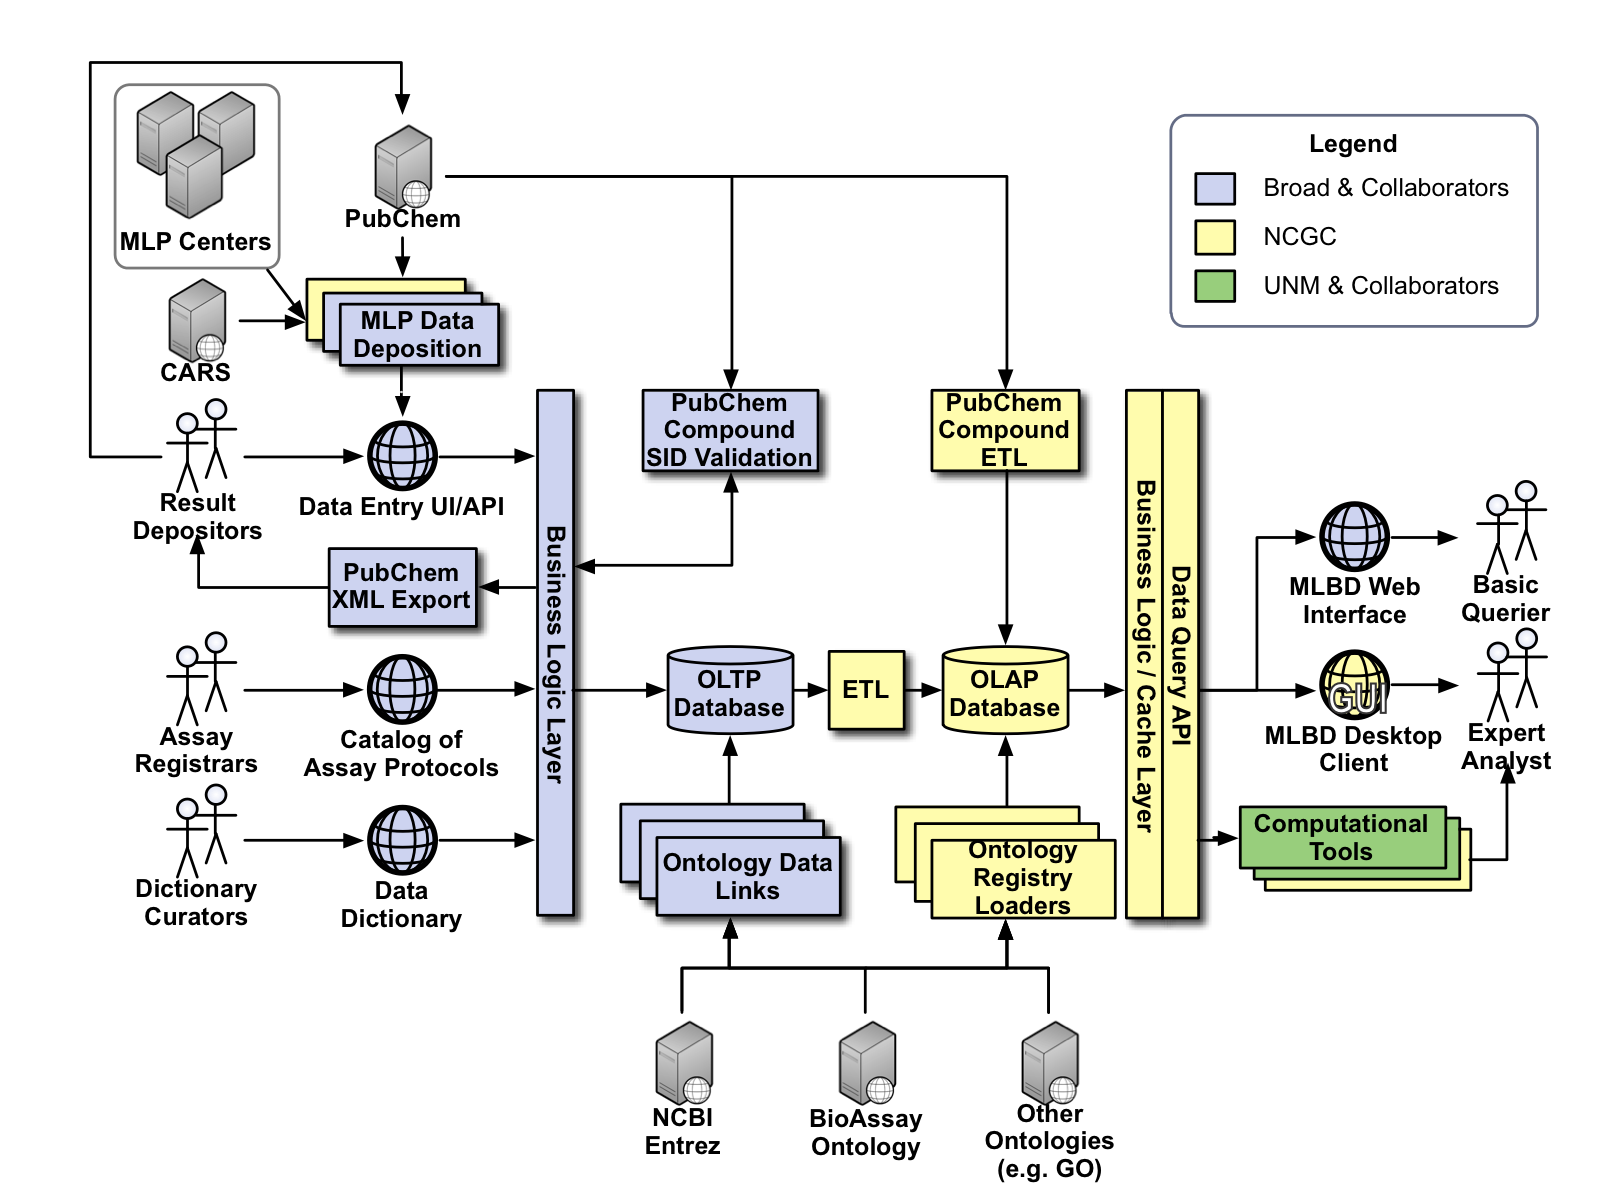 Legend
Broad & Collaborators
NCGC
UNM & Collaborators
MLP Centers
PubChem
CARS
MLP Data
Deposition
Result
Depositors
Data Entry UI/API
PubChem
XML Export
Assay
Registrars
Catalog of
Assay Protocols
Dictionary
Curators
Data
Dictionary
Business Logic Layer
PubChem
Compound
SID Validation
PubChem
Compound
ETL
OLTP
Database
ETL
OLAP
Database
Ontology Data
Links
Ontology
Registry
Loaders
Business Logic / Cache Layer
Data Query API
MLBD Web
Interface
Basic
Querier
GUI
MLBD Desktop
Client
Expert
Analyst
Computational
Tools
NCBI
Entrez
BioAssay
Ontology
Other
Ontologies
(e.g. GO)